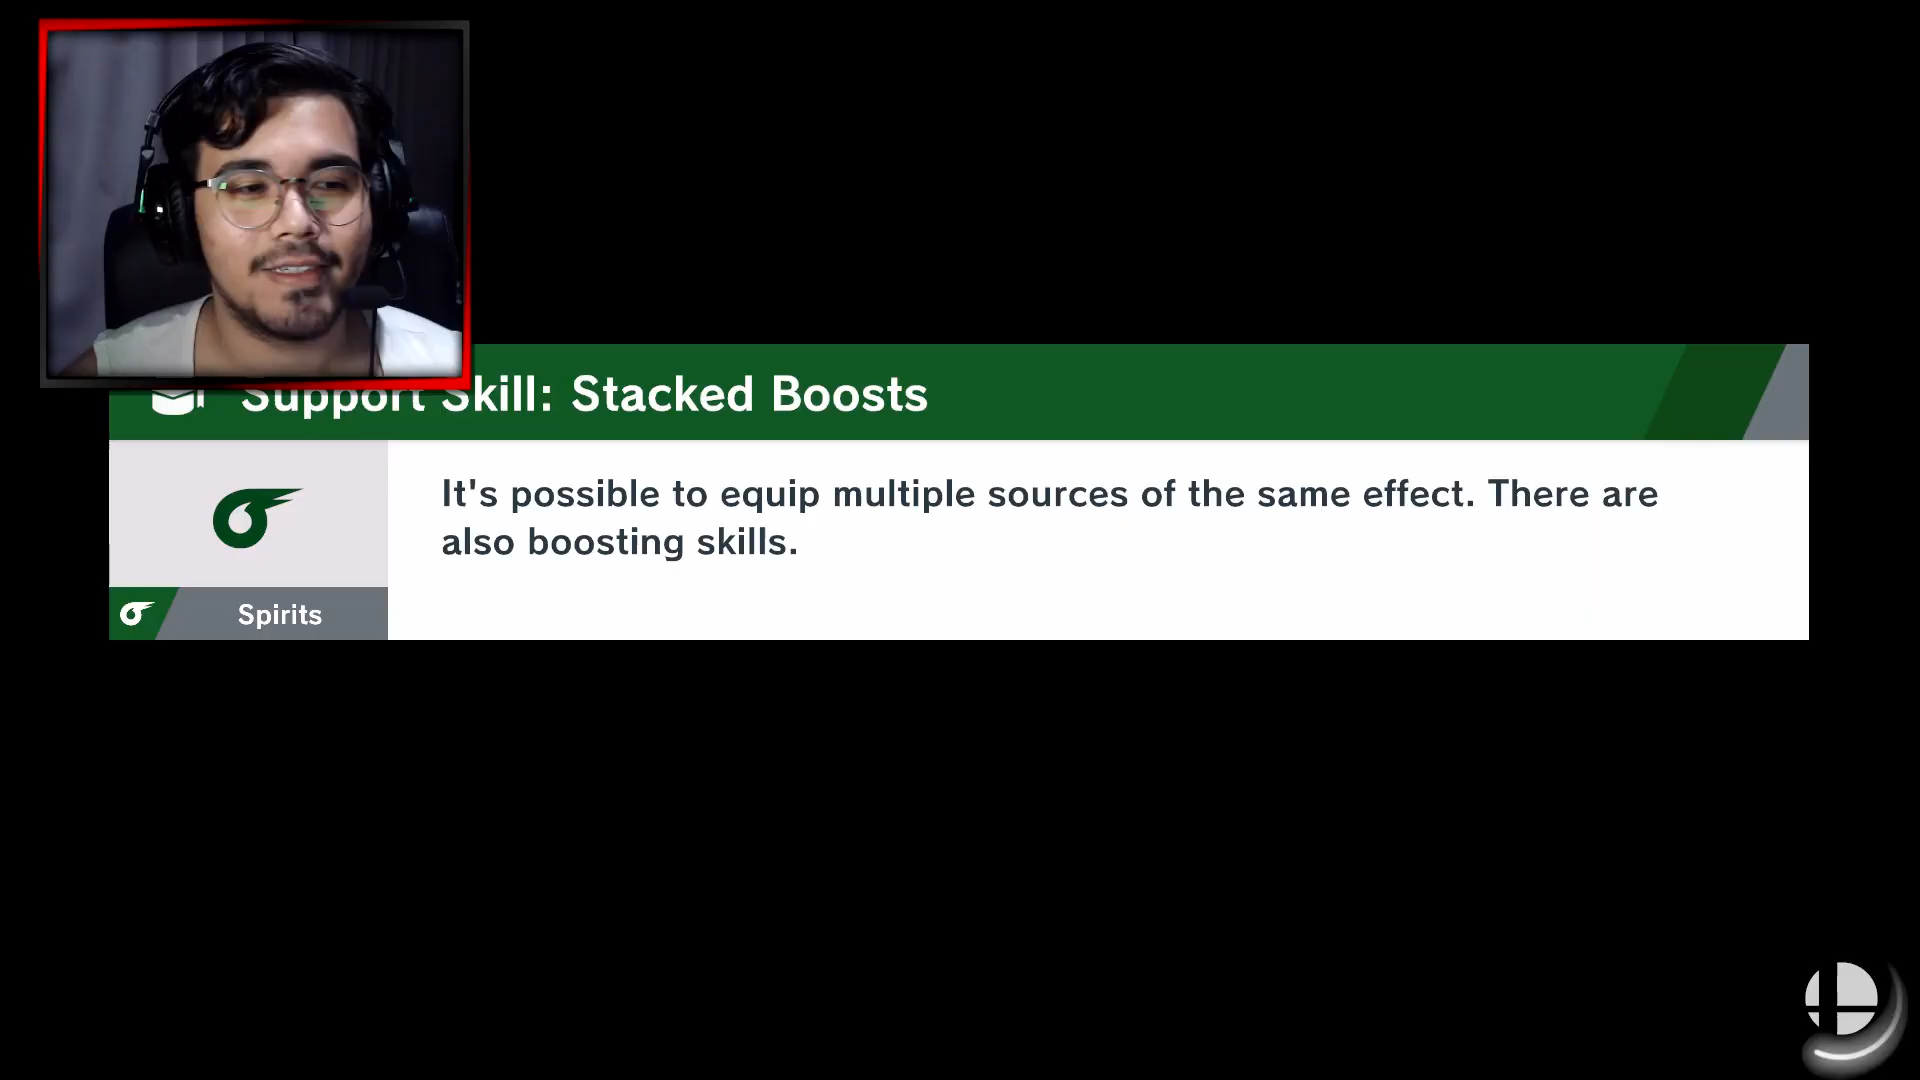 Support Skill: Stacked Boosts
It's possible to equip multiple sources of the same effect. There are
also boosting skills.
Spirits